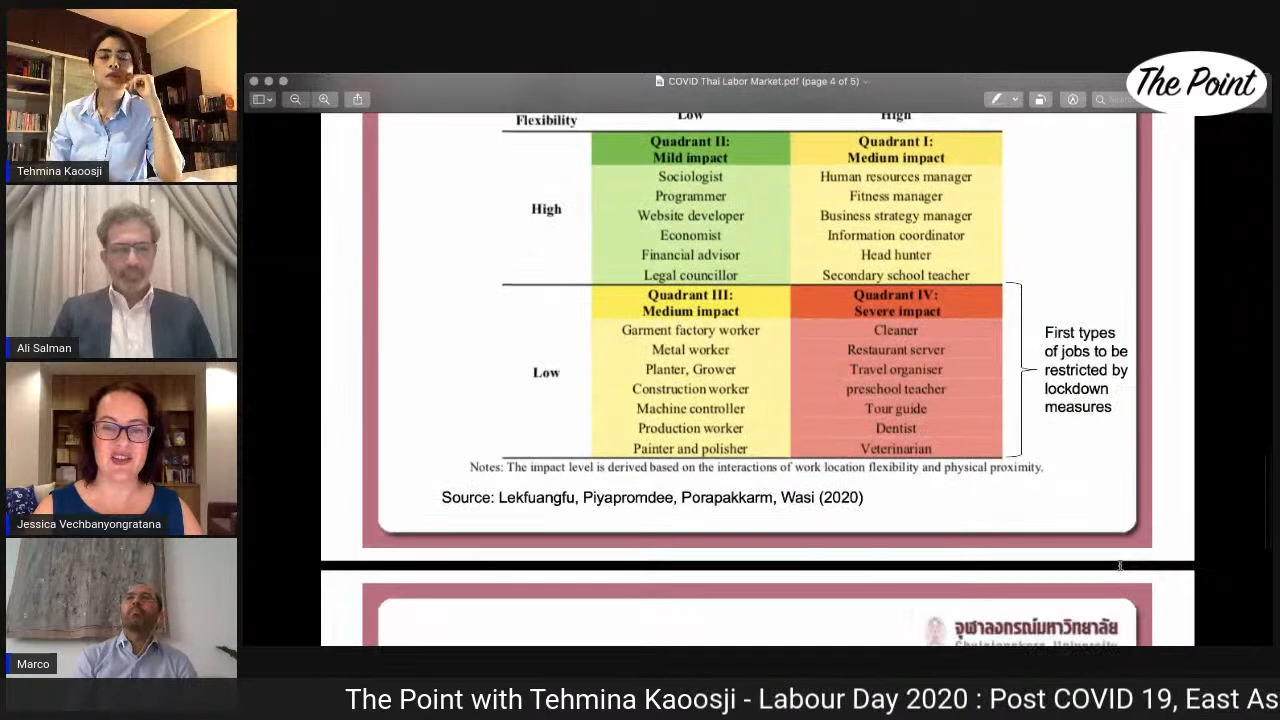 COVID Thai Labor Market.pdf (page 4 of 5)
The Point
Tehmina Kaoosji
Ali Salman
Jessica Vechbanyongratana
Marco
Flexibility
Low
High
Quadrant II:
Mild impact
Quadrant I:
Medium impact
High
Sociologist
Human resources manager
Programmer
Fitness manager
Website developer
Business strategy manager
Economist
Information coordinator
Financial advisor
Head hunter
Legal councillor
Secondary school teacher
Quadrant III:
Medium impact
Quadrant IV:
Severe impact
Low
Garment factory worker
Cleaner
Metal worker
Restaurant server
Planter, Grower
Travel organiser
Construction worker
preschool teacher
Machine controller
Tour guide
Production worker
Dentist
Painter and polisher
Veterinarian
First types
of jobs to be
restricted by
lockdown
measures
Notes: The impact level is derived based on the interactions of work location flexibility and physical proximity.
Source: Lekfuangfu, Piyapromdee, Porapakkarm, Wasi (2020)
จุฬาลงกรณ์มหาวิทยาลัย
Chulalongkorn University
The Point with Tehmina Kaoosji - Labour Day 2020 : Post COVID 19, East As